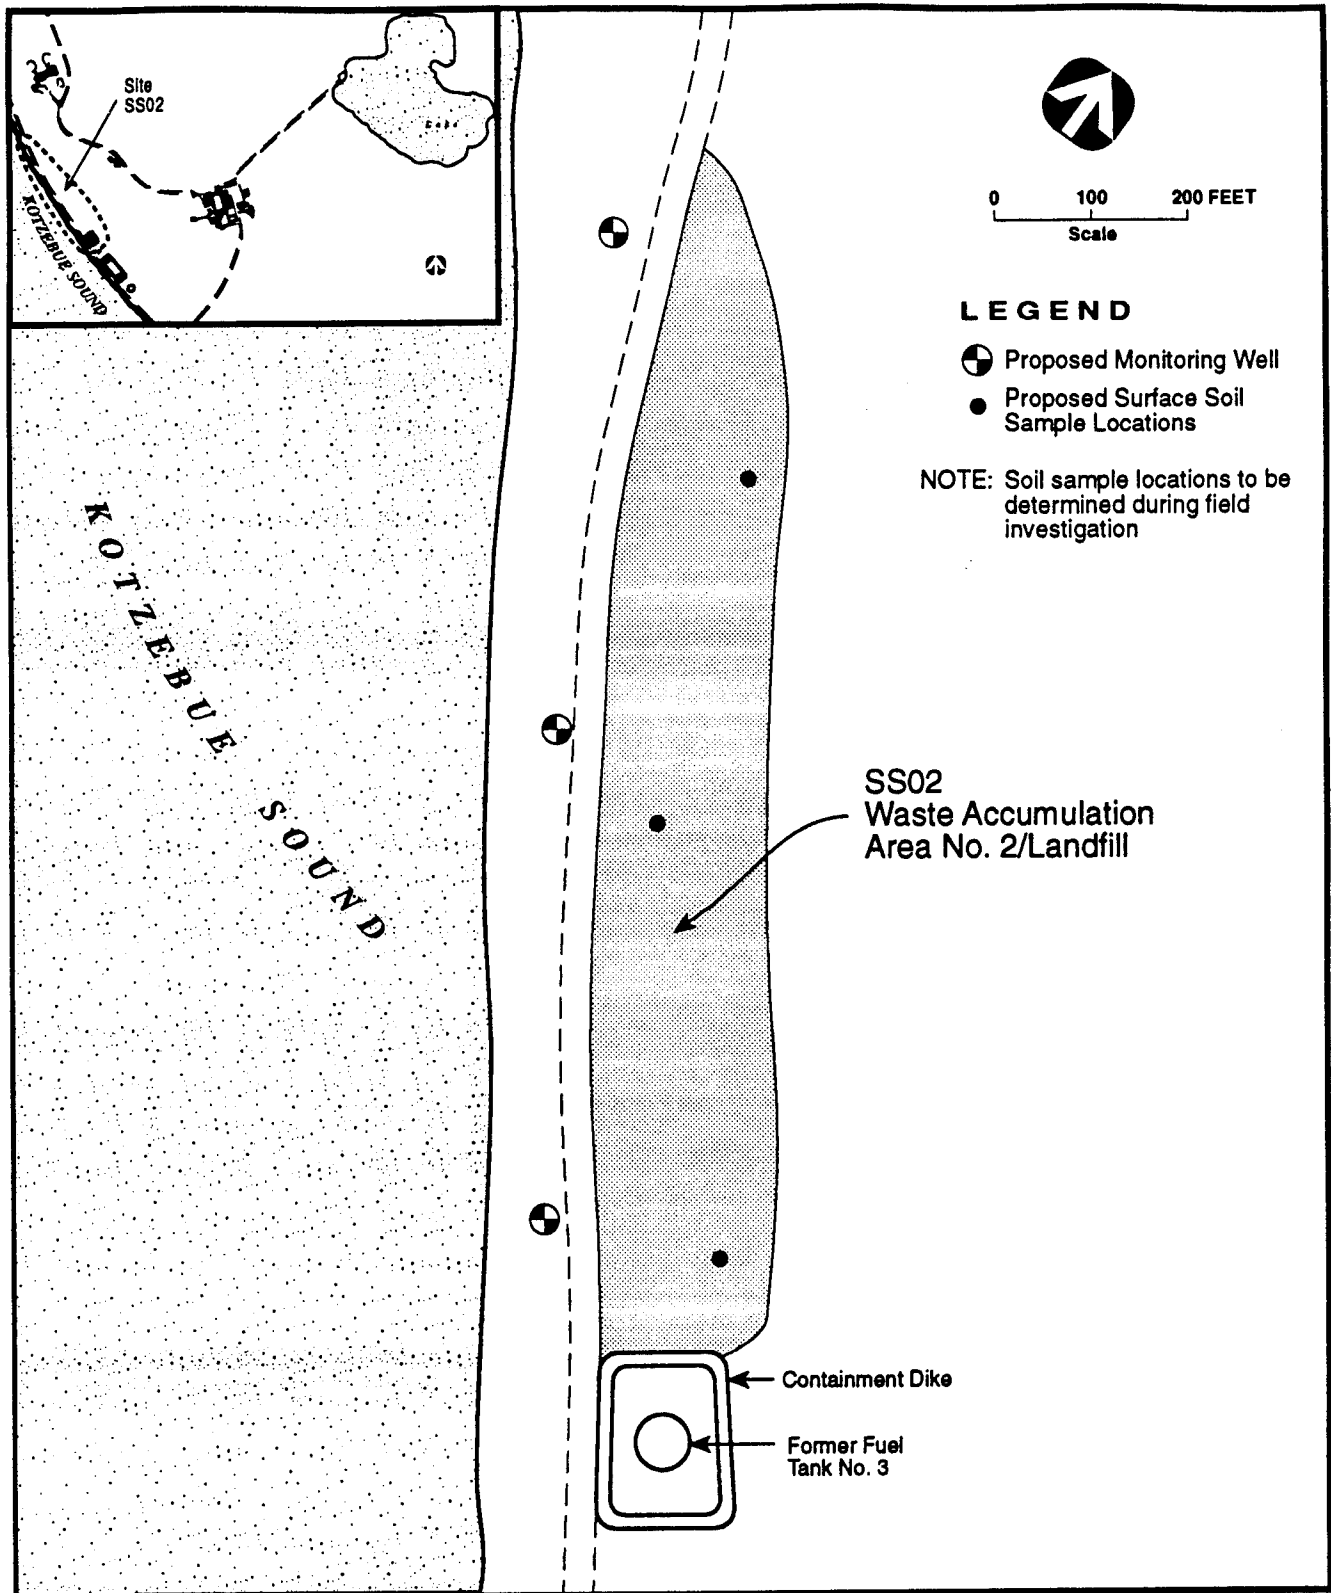 Site
SS02
Lake
KOTZEBUE SOUND
0 100 200 FEET
Scale
LEGEND
Proposed Monitoring Well
Proposed Surface Soil
Sample Locations
NOTE: Soil sample locations to be
determined during field
investigation
KOTZEBUE SOUND
SS02
Waste Accumulation
Area No. 2/Landfill
Containment Dike
Former Fuel
Tank No. 3